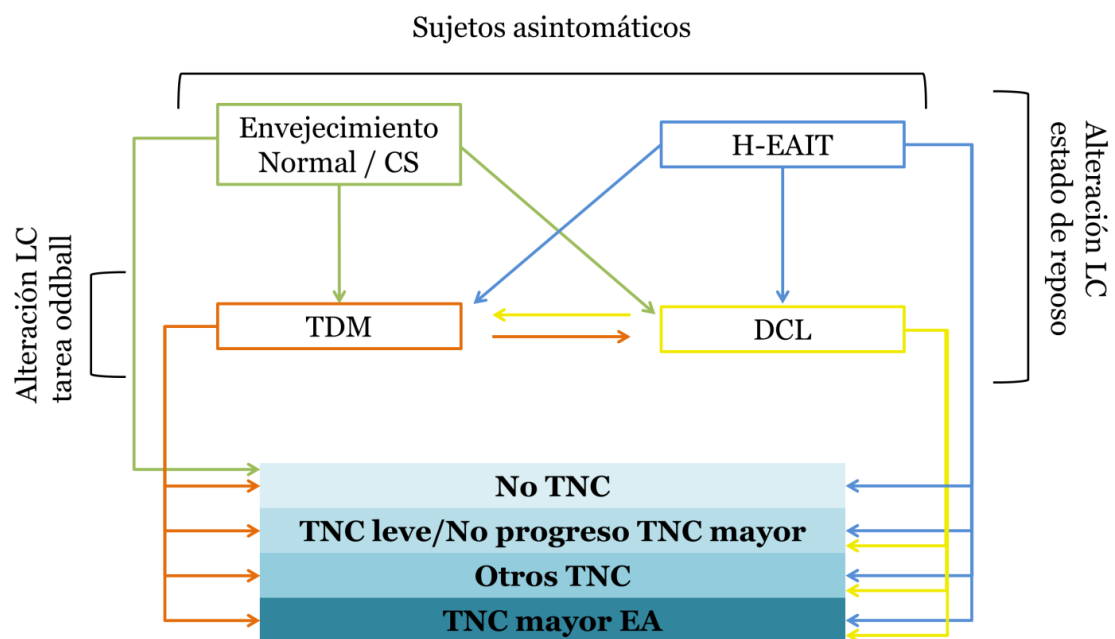 Sujetos asintomáticos
Envejecimiento
Normal / CS
H-EAIT
Alteración LC
estado de reposo
Alteración LC
tarea oddball
TDM
DCL
No TNC
TNC leve/No progreso TNC mayor
Otros TNC
TNC mayor EA